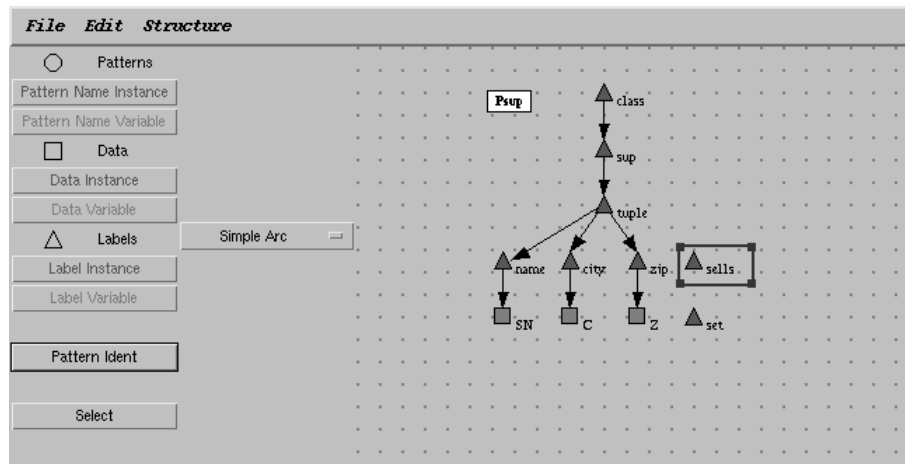 File Edit Structure
Patterns
Pattern Name Instance
Pattern Name Variable
Data
Data Instance
Data Variable
Labels
Label Instance
Label Variable
Pattern Ident
Select
Simple Arc
Psup
class
sup
tuple
name city zip sells
SN C Z set